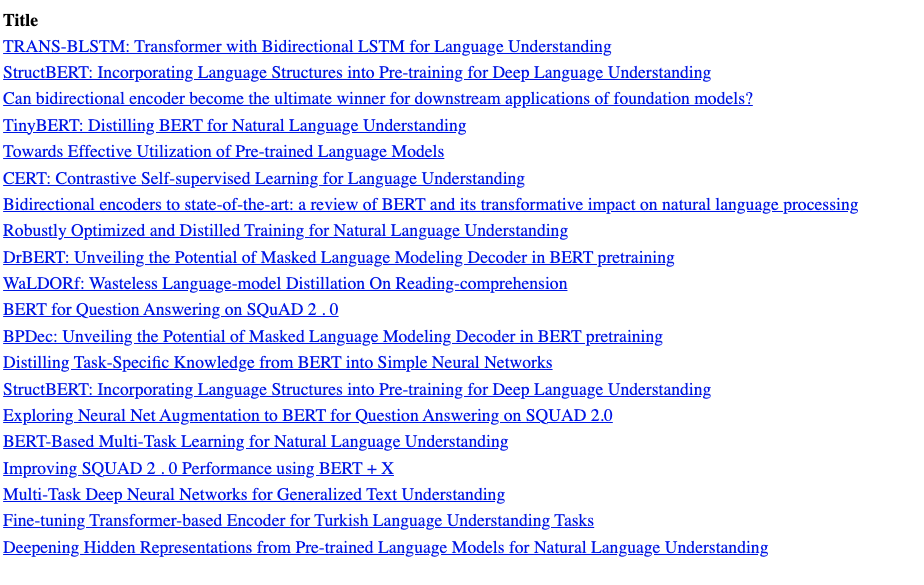 Title
TRANS-BLSTM: Transformer with Bidirectional LSTM for Language Understanding
StructBERT: Incorporating Language Structures into Pre-training for Deep Language Understanding
Can bidirectional encoder become the ultimate winner for downstream applications of foundation models?
TinyBERT: Distilling BERT for Natural Language Understanding
Towards Effective Utilization of Pre-trained Language Models
CERT: Contrastive Self-supervised Learning for Language Understanding
Bidirectional encoders to state-of-the-art: a review of BERT and its transformative impact on natural language processing
Robustly Optimized and Distilled Training for Natural Language Understanding
DrBERT: Unveiling the Potential of Masked Language Modeling Decoder in BERT pretraining
WaLDORf: Wasteless Language-model Distillation On Reading-comprehension
BERT for Question Answering on SQuAD 2 . 0
BPDec: Unveiling the Potential of Masked Language Modeling Decoder in BERT pretraining
Distilling Task-Specific Knowledge from BERT into Simple Neural Networks
StructBERT: Incorporating Language Structures into Pre-training for Deep Language Understanding
Exploring Neural Net Augmentation to BERT for Question Answering on SQUAD 2.0
BERT-Based Multi-Task Learning for Natural Language Understanding
Improving SQUAD 2 . 0 Performance using BERT + X
Multi-Task Deep Neural Networks for Generalized Text Understanding
Fine-tuning Transformer-based Encoder for Turkish Language Understanding Tasks
Deepening Hidden Representations from Pre-trained Language Models for Natural Language Understanding